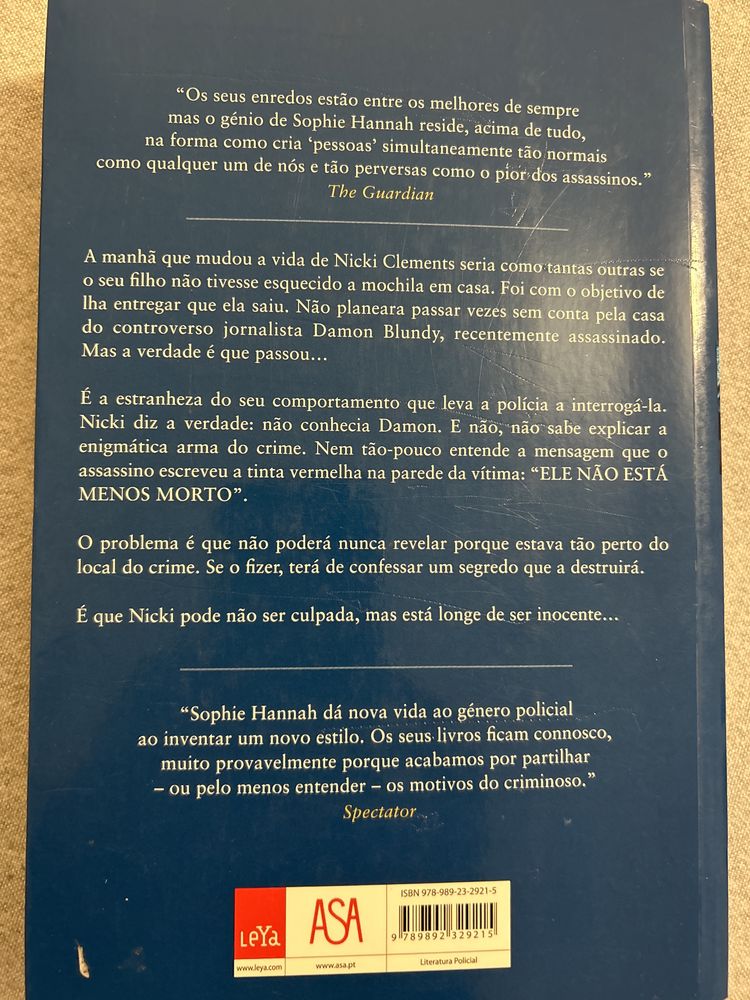 “Os seus enredos estão entre os melhores de sempre
mas o génio de Sophie Hannah reside, acima de tudo,
na forma como cria ‘pessoas’ simultaneamente tão normais
como qualquer um de nós e tão perversas como o pior dos assassinos.”
The Guardian
A manhã que mudou a vida de Nicki Clements seria como tantas outras se
o seu filho não tivesse esquecido a mochila em casa. Foi com o objetivo de
lha entregar que ela saiu. Não planeara passar vezes sem conta pela casa
do controverso jornalista Damon Blundy, recentemente assassinado.
Mas a verdade é que passou...
É a estranheza do seu comportamento que leva a polícia a interrogá-la.
Nicki diz a verdade: não conhecia Damon. E não, não sabe explicar a
enigmática arma do crime. Nem tão-pouco entende a mensagem que o
assassino escreveu a tinta vermelha na parede da vítima: “ELE NÃO ESTÁ
MENOS MORTO”.
O problema é que não poderá nunca revelar porque estava tão perto do
local do crime. Se o fizer, terá de confessar um segredo que a destruirá.
É que Nicki pode não ser culpada, mas está longe de ser inocente...
“Sophie Hannah dá nova vida ao género policial
ao inventar um novo estilo. Os seus livros ficam connosco,
muito provavelmente porque acabamos por partilhar
– ou pelo menos entender – os motivos do criminoso.”
Spectator
LeYa
www.leya.com
ASA
www.asa.pt
ISBN 978-989-23-2921-5
9 789892 329215
Literatura Policial